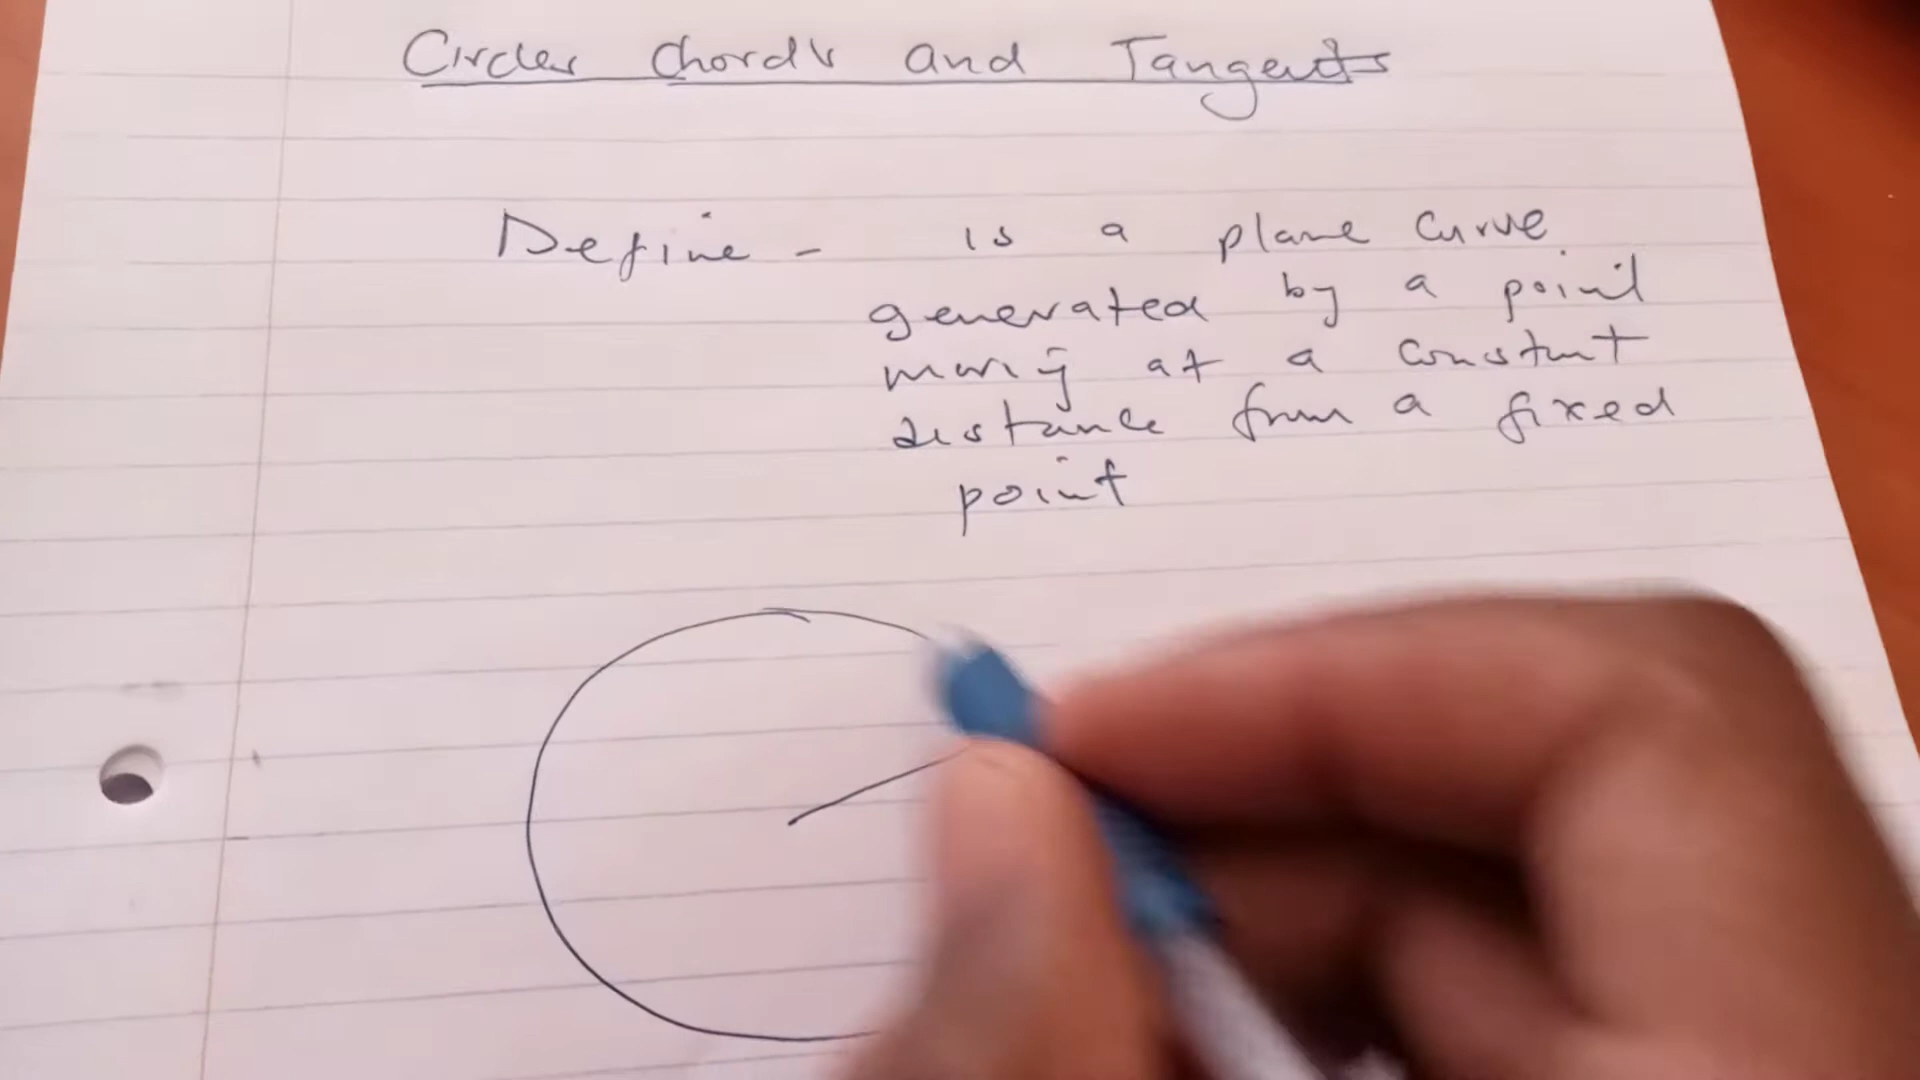 Circles Chords and Tangents
Define - is a plane curve
generated by a point
moving at a constant
distance from a fixed
point